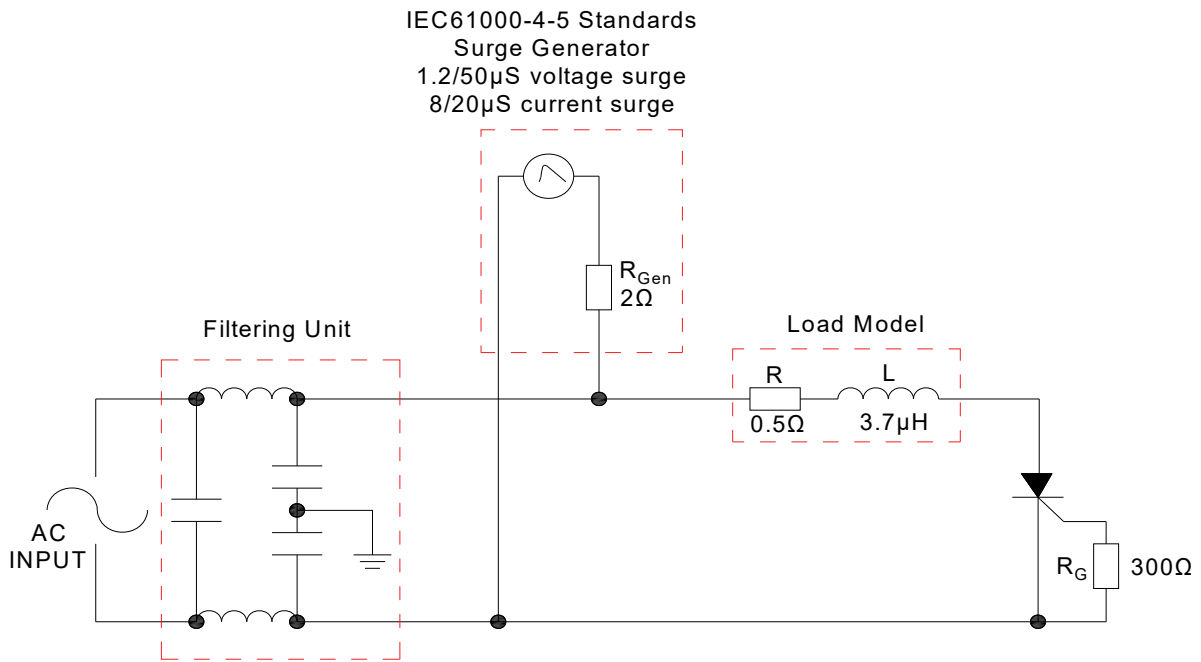 IEC61000-4-5 Standards
Surge Generator
1.2/50µS voltage surge
8/20µS current surge
RGen
2Ω
Filtering Unit
Load Model
R
L
0.5Ω
3.7µH
AC
INPUT
RG
300Ω